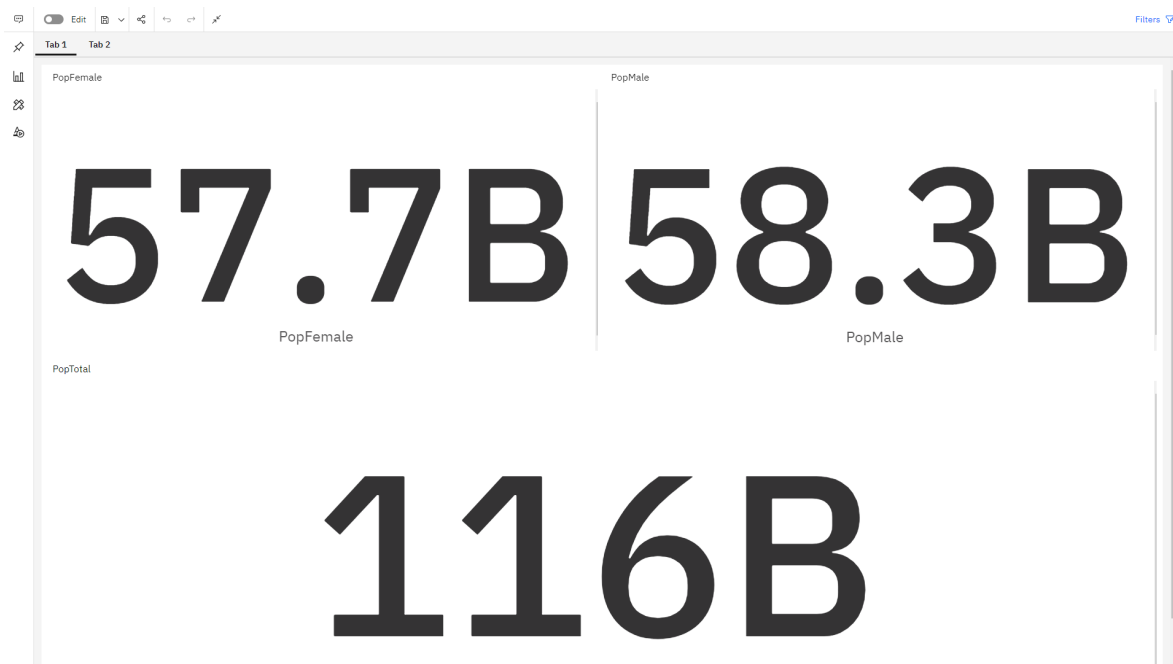 Edit
Filters
Tab 1 Tab 2
PopFemale
57.7B
PopFemale
PopMale
58.3B
PopMale
PopTotal
116B